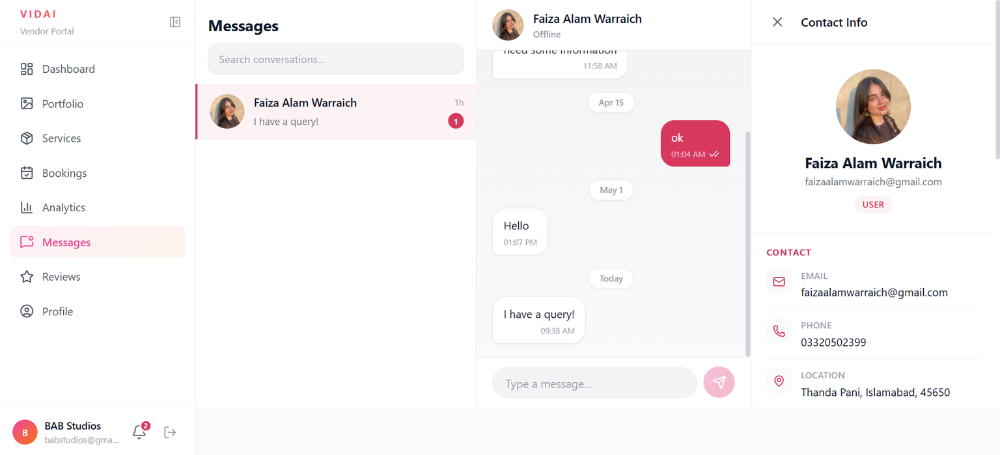 VIDAI
Vendor Portal
Dashboard
Portfolio
Services
Bookings
Analytics
Messages
Reviews
Profile
B
BAB Studios
babstudios@gma...
2
Messages
Search conversations...
Faiza Alam Warraich
1h
I have a query!
1
Faiza Alam Warraich
Offline
need some information
11:58 AM
Apr 15
ok
01:04 AM
May 1
Hello
01:07 PM
Today
I have a query!
09:38 AM
Type a message...
Contact Info
Faiza Alam Warraich
faizaalamwarraich@gmail.com
USER
CONTACT
EMAIL
faizaalamwarraich@gmail.com
PHONE
03320502399
LOCATION
Thanda Pani, Islamabad, 45650